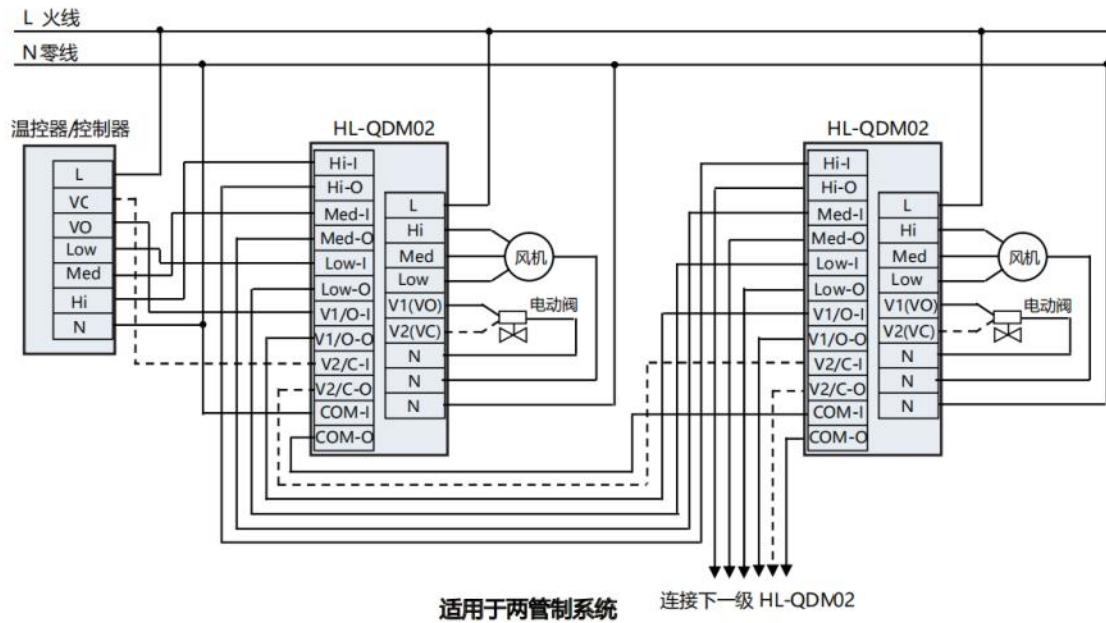 L 火线
N 零线
温控器/控制器
L
VC
VO
Low
Med
Hi
N
HL-QDM02
Hi-I
Hi-O
Med-I
Med-O
Low-I
Low-O
V1/O-I
V1/O-O
V2/C-I
V2/C-O
COM-I
COM-O
L
Hi
Med
Low
V1(VO)
V2(VC)
N
N
N
风机
电动阀
HL-QDM02
Hi-I
Hi-O
Med-I
Med-O
Low-I
Low-O
V1/O-I
V1/O-O
V2/C-I
V2/C-O
COM-I
COM-O
L
Hi
Med
Low
V1(VO)
V2(VC)
N
N
N
风机
电动阀
适用于两管制系统
连接下一级 HL-QDM02